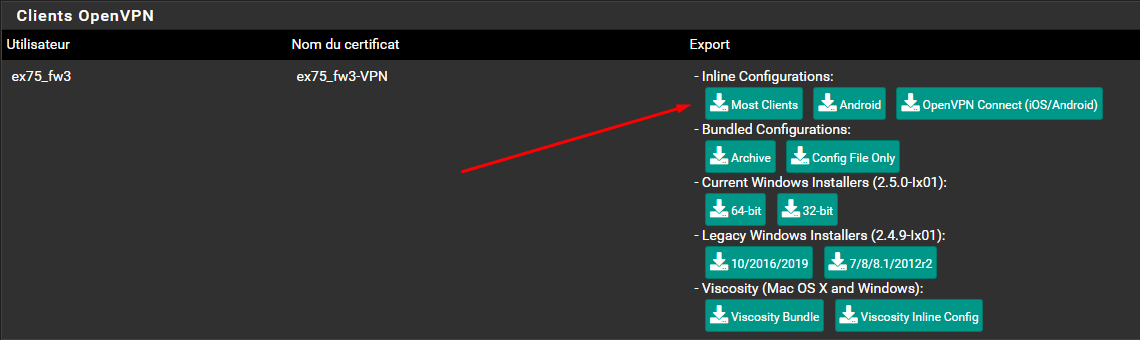 Clients OpenVPN
Utilisateur Nom du certificat Export
ex75_fw3 ex75_fw3-VPN - Inline Configurations:
Most Clients Android OpenVPN Connect (iOS/Android)
- Bundled Configurations:
Archive Config File Only
- Current Windows Installers (2.5.0-Ix01):
64-bit 32-bit
- Legacy Windows Installers (2.4.9-Ix01):
10/2016/2019 7/8/8.1/2012r2
- Viscosity (Mac OS X and Windows):
Viscosity Bundle Viscosity Inline Config